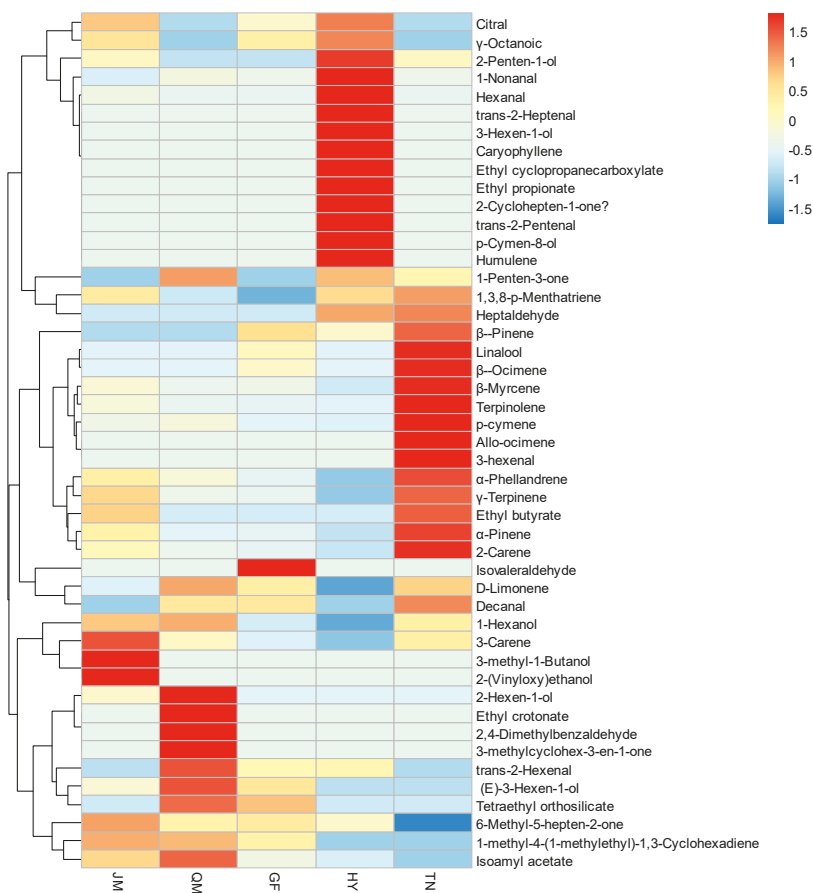 Citral
γ-Octanoic
2-Penten-1-ol
1-Nonanal
Hexanal
trans-2-Heptenal
3-Hexen-1-ol
Caryophyllene
Ethyl cyclopropanecarboxylate
Ethyl propionate
2-Cyclohepten-1-one?
trans-2-Pentenal
p-Cymen-8-ol
Humulene
1-Penten-3-one
1,3,8-p-Menthatriene
Heptaldehyde
β--Pinene
Linalool
β--Ocimene
β-Myrcene
Terpinolene
p-cymene
Allo-ocimene
3-hexenal
α-Phellandrene
γ-Terpinene
Ethyl butyrate
α-Pinene
2-Carene
Isovaleraldehyde
D-Limonene
Decanal
1-Hexanol
3-Carene
3-methyl-1-Butanol
2-(Vinyloxy)ethanol
2-Hexen-1-ol
Ethyl crotonate
2,4-Dimethylbenzaldehyde
3-methylcyclohex-3-en-1-one
trans-2-Hexenal
(E)-3-Hexen-1-ol
Tetraethyl orthosilicate
6-Methyl-5-hepten-2-one
1-methyl-4-(1-methylethyl)-1,3-Cyclohexadiene
Isoamyl acetate
JM
QM
GF
HY
TN
1.5
1
0.5
0
-0.5
-1
-1.5